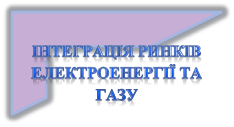 ІНТЕГРАЦІЯ РИНКІВ
ЕЛЕКТРОЕНЕРГІЇ ТА
ГАЗУ